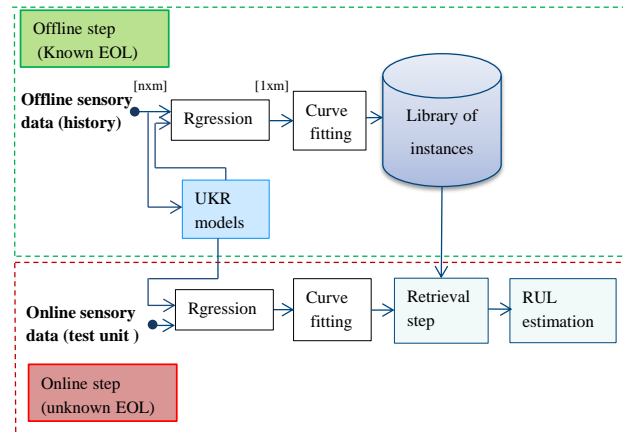 Offline step
(Known EOL)
[nxm]
[1xm]
Offline sensory
data (history)
Rgression
Curve
fitting
Library of
instances
UKR
models
Online sensory
data (test unit )
Rgression
Curve
fitting
Retrieval
step
RUL
estimation
Online step
(unknown EOL)